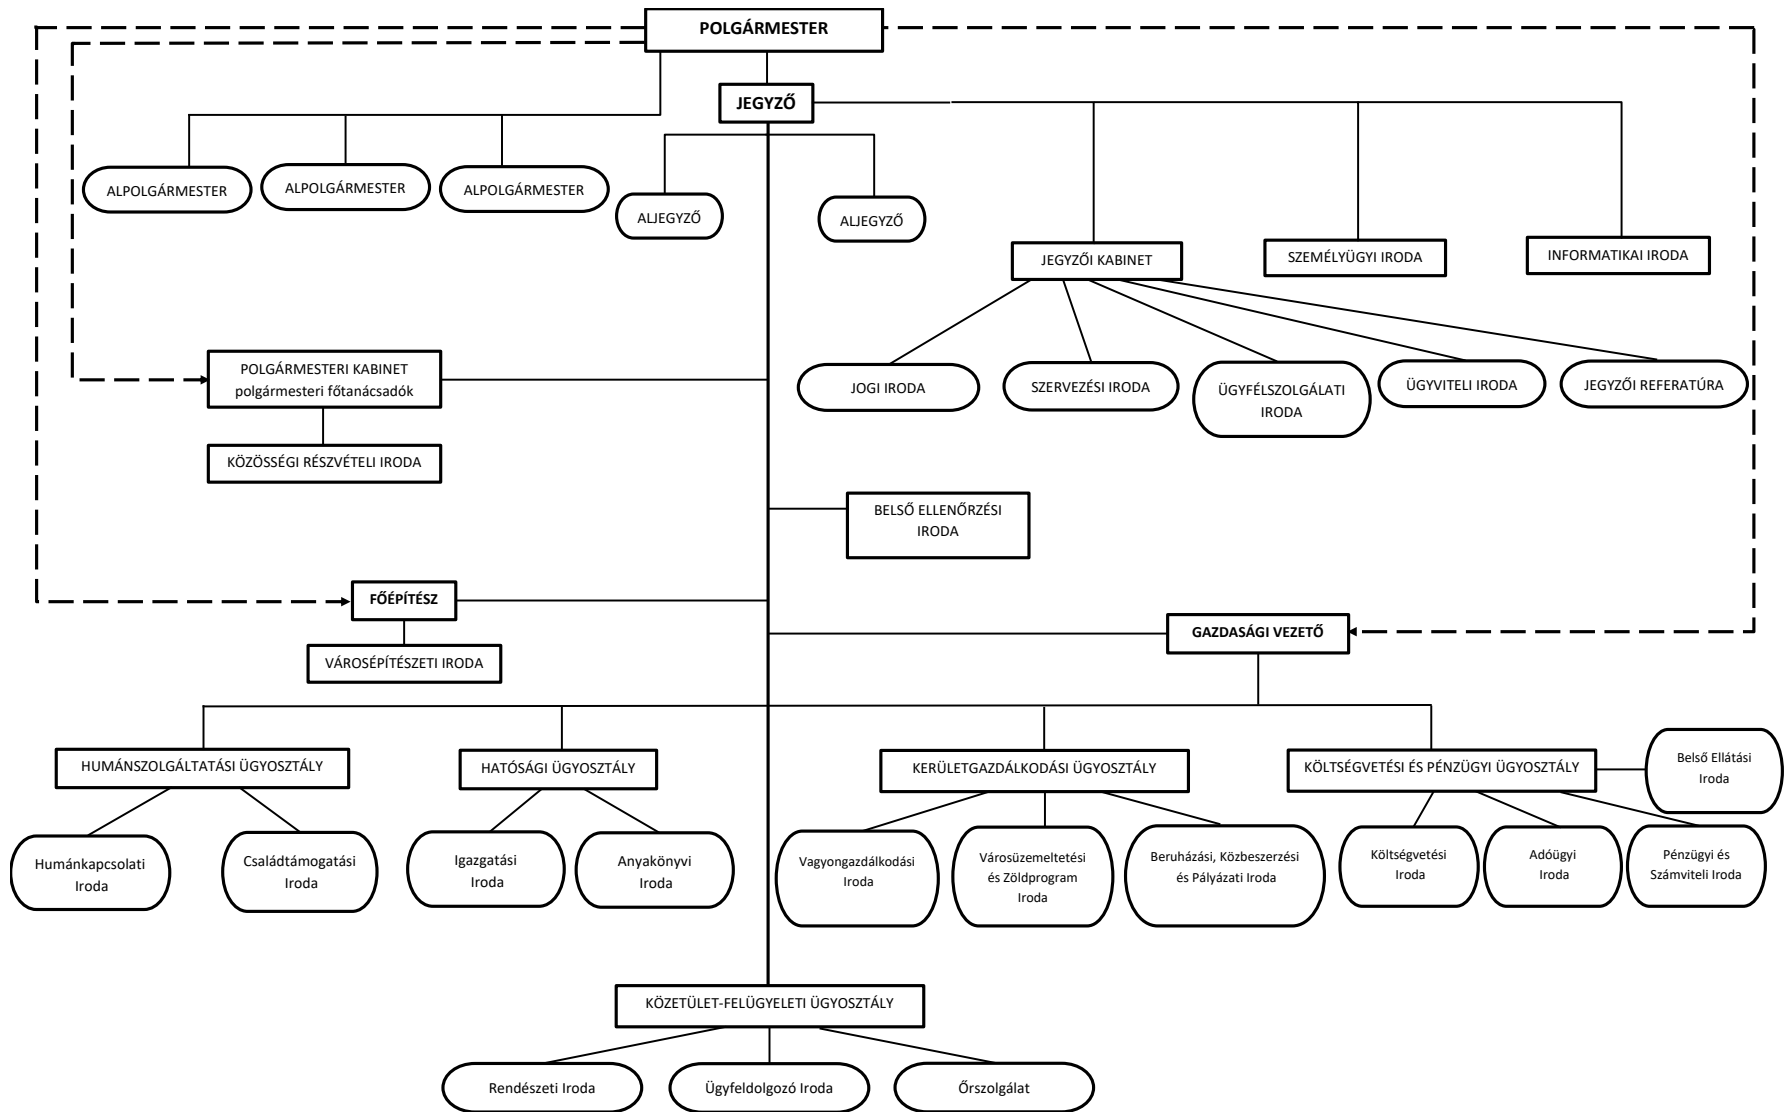 POLGÁRMESTER
JEGYZŐ
ALPOLGÁRMESTER
ALPOLGÁRMESTER
ALPOLGÁRMESTER
ALJEGYZŐ
ALJEGYZŐ
JEGYZŐI KABINET
SZEMÉLYÜGYI IRODA
INFORMATIKAI IRODA
JOGI IRODA
SZERVEZÉSI IRODA
ÜGYFÉLSZOLGÁLATI
IRODA
ÜGYVITELI IRODA
JEGYZŐI REFERATÚRA
POLGÁRMESTERI KABINET
polgármesteri főtanácsadók
KÖZÖSSÉGI RÉSZVÉTELI IRODA
BELSŐ ELLENŐRZÉSI
IRODA
FŐÉPÍTÉSZ
VÁROSÉPÍTÉSZETI IRODA
GAZDASÁGI VEZETŐ
HUMÁNSZOLGÁLTATÁSI ÜGYOSZTÁLY
HATÓSÁGI ÜGYOSZTÁLY
KERÜLETGAZDÁLKODÁSI ÜGYOSZTÁLY
KÖLTSÉGVETÉSI ÉS PÉNZÜGYI ÜGYOSZTÁLY
Belső Ellátási
Iroda
Humánkapcsolati
Iroda
Családtámogatási
Iroda
Igazgatási
Iroda
Anyakönyvi
Iroda
Vagyongazdálkodási
Iroda
Városüzemeltetési
és Zöldprogram
Iroda
Beruházási, Közbeszerzési
és Pályázati Iroda
Költségvetési
Iroda
Adóügyi
Iroda
Pénzügyi és
Számviteli Iroda
KÖZETÜLET-FELÜGYELETI ÜGYOSZTÁLY
Rendészeti Iroda
Ügyfeldolgozó Iroda
Őrszolgálat